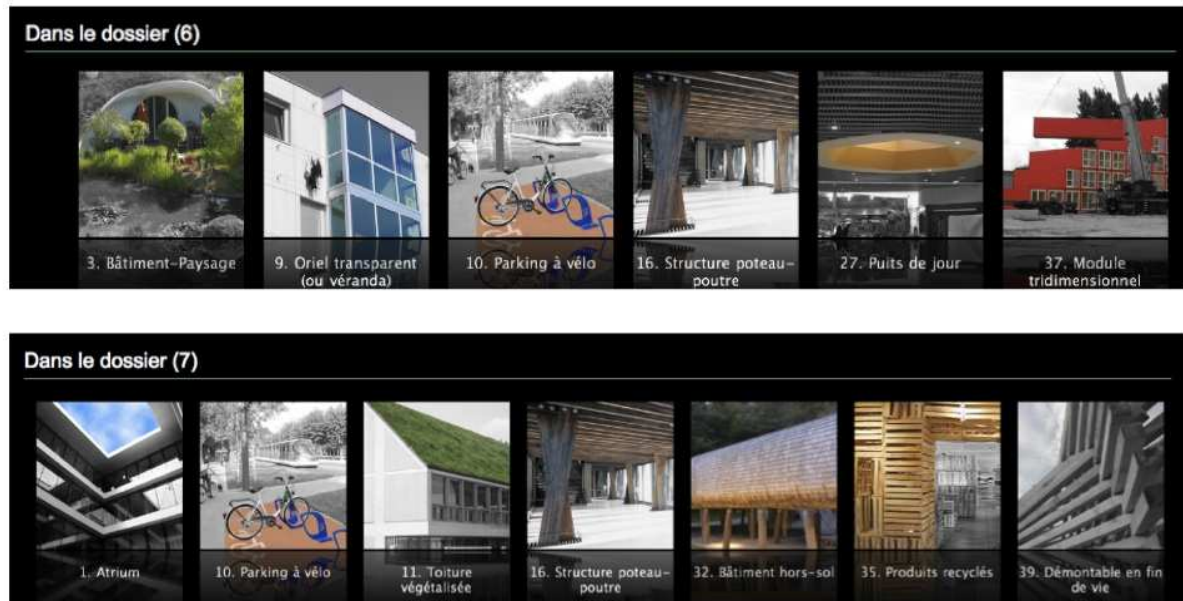 Dans le dossier (6)
3. Bâtiment-Paysage
9. Oriel transparent
(ou véranda)
10. Parking à vélo
16. Structure poteau-
poutre
27. Puits de jour
37. Module
tridimensionnel
Dans le dossier (7)
1. Atrium
10. Parking à vélo
11. Toiture
végétalisée
16. Structure poteau-
poutre
32. Bâtiment hors-sol
35. Produits recyclés
39. Démontable en fin
de vie